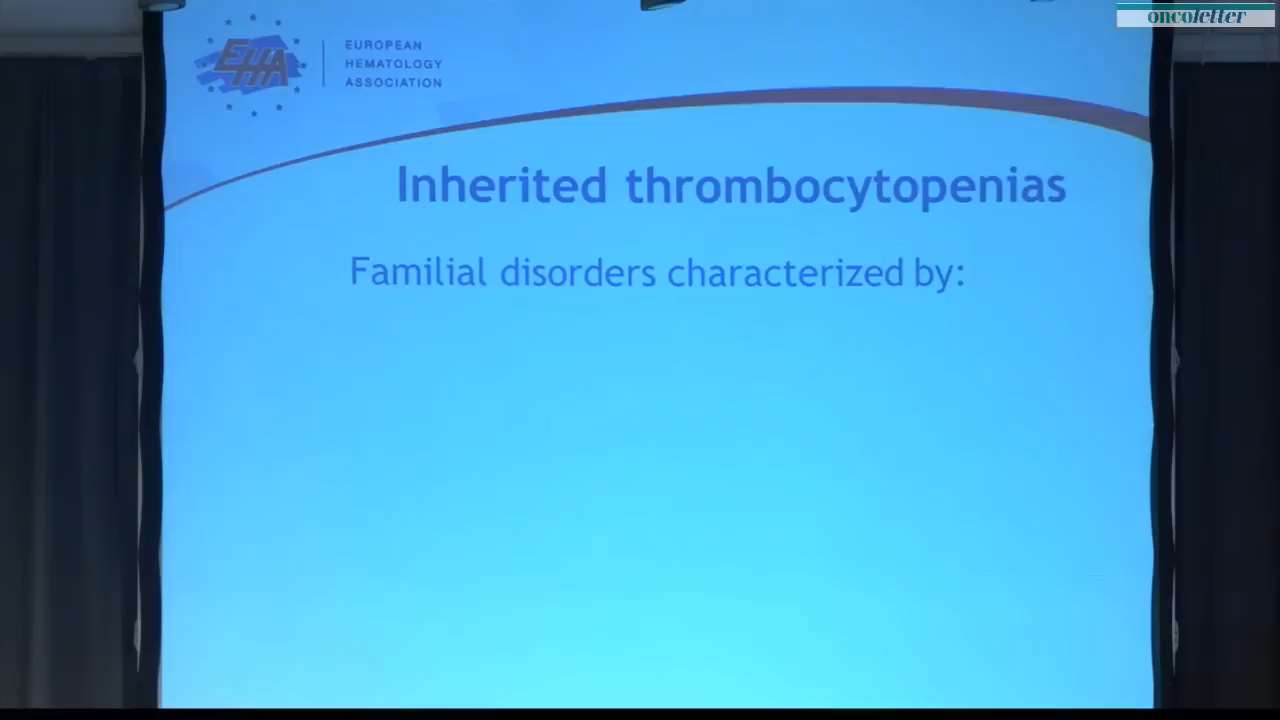 oncoletter
EHA
EUROPEAN
HEMATOLOGY
ASSOCIATION
Inherited thrombocytopenias
Familial disorders characterized by: